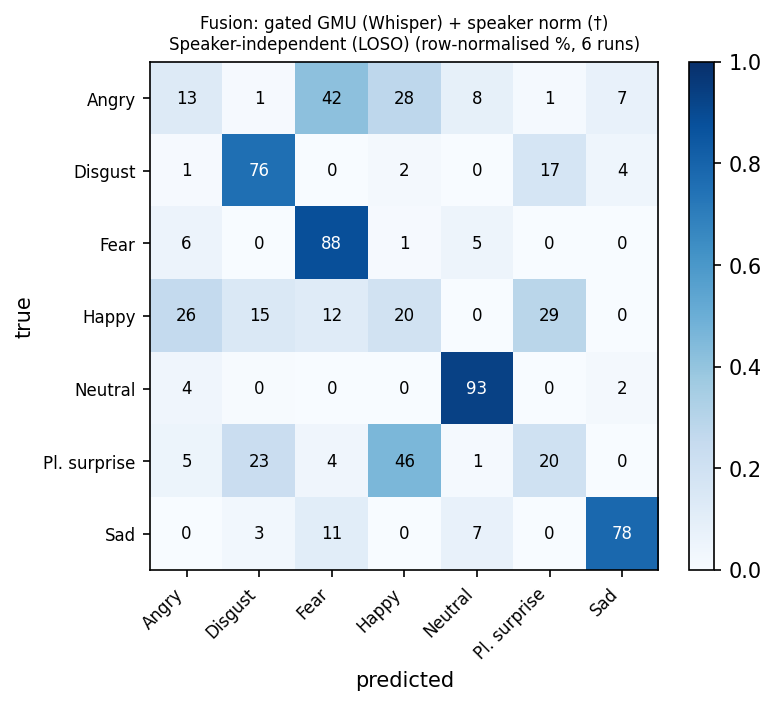 Fusion: gated GMU (Whisper) + speaker norm (†)
Speaker-independent (LOSO) (row-normalised %, 6 runs)
Angry 13 1 42 28 8 1 7
Disgust 1 76 0 2 0 17 4
Fear 6 0 88 1 5 0 0
Happy 26 15 12 20 0 29 0
Neutral 4 0 0 0 93 0 2
Pl. surprise 5 23 4 46 1 20 0
Sad 0 3 11 0 7 0 78
Angry Disgust Fear Happy Neutral Pl. surprise Sad
predicted
true
1.0
0.8
0.6
0.4
0.2
0.0